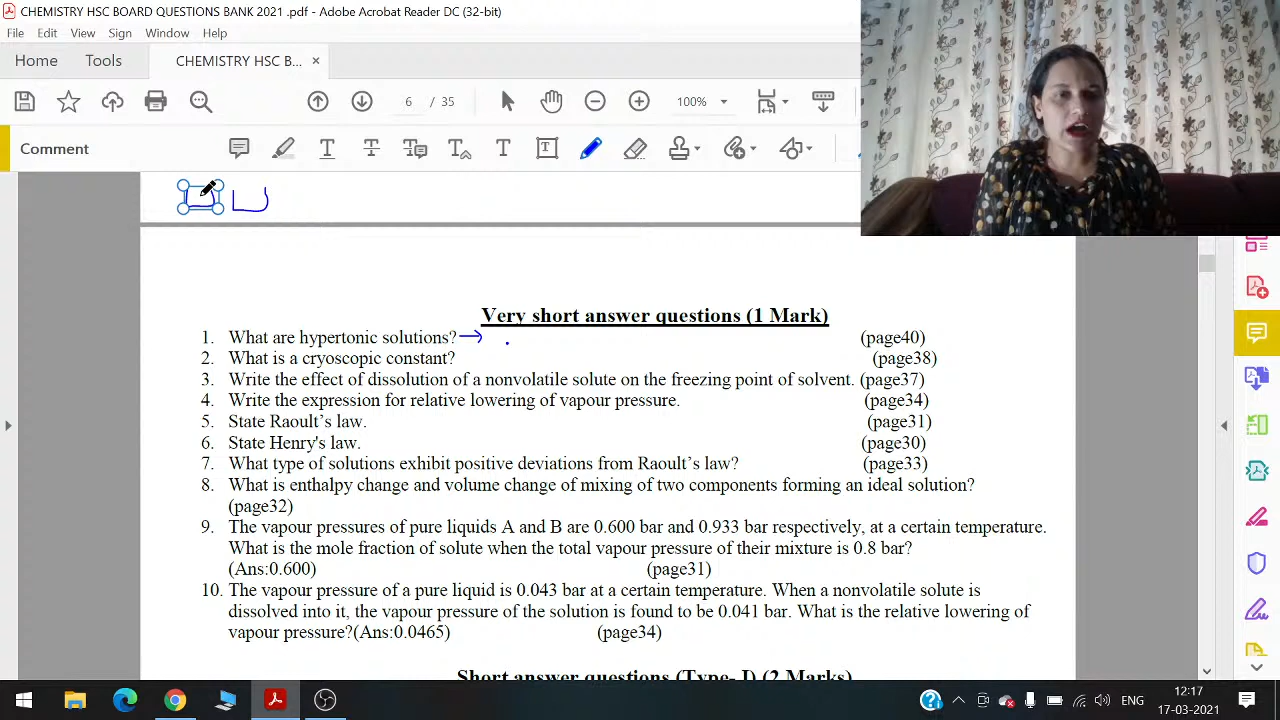 CHEMISTRY HSC BOARD QUESTIONS BANK 2021 .pdf - Adobe Acrobat Reader DC (32-bit)
File Edit View Sign Window Help
Home Tools CHEMISTRY HSC B... ×
6 / 35 100%
Comment
Very short answer questions (1 Mark)
1. What are hypertonic solutions? (page40)
2. What is a cryoscopic constant? (page38)
3. Write the effect of dissolution of a nonvolatile solute on the freezing point of solvent. (page37)
4. Write the expression for relative lowering of vapour pressure. (page34)
5. State Raoult’s law. (page31)
6. State Henry's law. (page30)
7. What type of solutions exhibit positive deviations from Raoult’s law? (page33)
8. What is enthalpy change and volume change of mixing of two components forming an ideal solution?
(page32)
9. The vapour pressures of pure liquids A and B are 0.600 bar and 0.933 bar respectively, at a certain temperature.
What is the mole fraction of solute when the total vapour pressure of their mixture is 0.8 bar?
(Ans:0.600) (page31)
10. The vapour pressure of a pure liquid is 0.043 bar at a certain temperature. When a nonvolatile solute is
dissolved into it, the vapour pressure of the solution is found to be 0.041 bar. What is the relative lowering of
vapour pressure?(Ans:0.0465) (page34)
Short answer questions (Type- I) (2 Marks)
ENG
12:17
17-03-2021